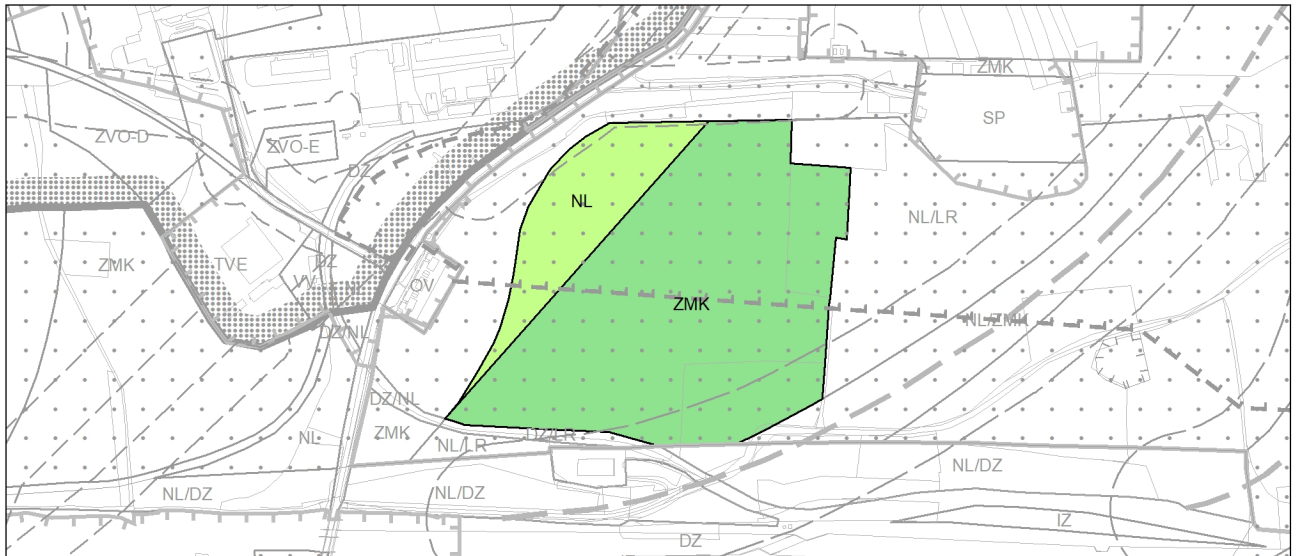 ZMK
SP
ZVO-D
ZVO-E
DZ
NL
NL/LR
ZMK
TVE
DZ
VV
NL
OV
ZMK
NL/ZMK
DZ/NL
DZ/NL
ZMK
NL
NL/LR
DZ/LR
NL/DZ
NL/DZ
NL/DZ
IZ
DZ